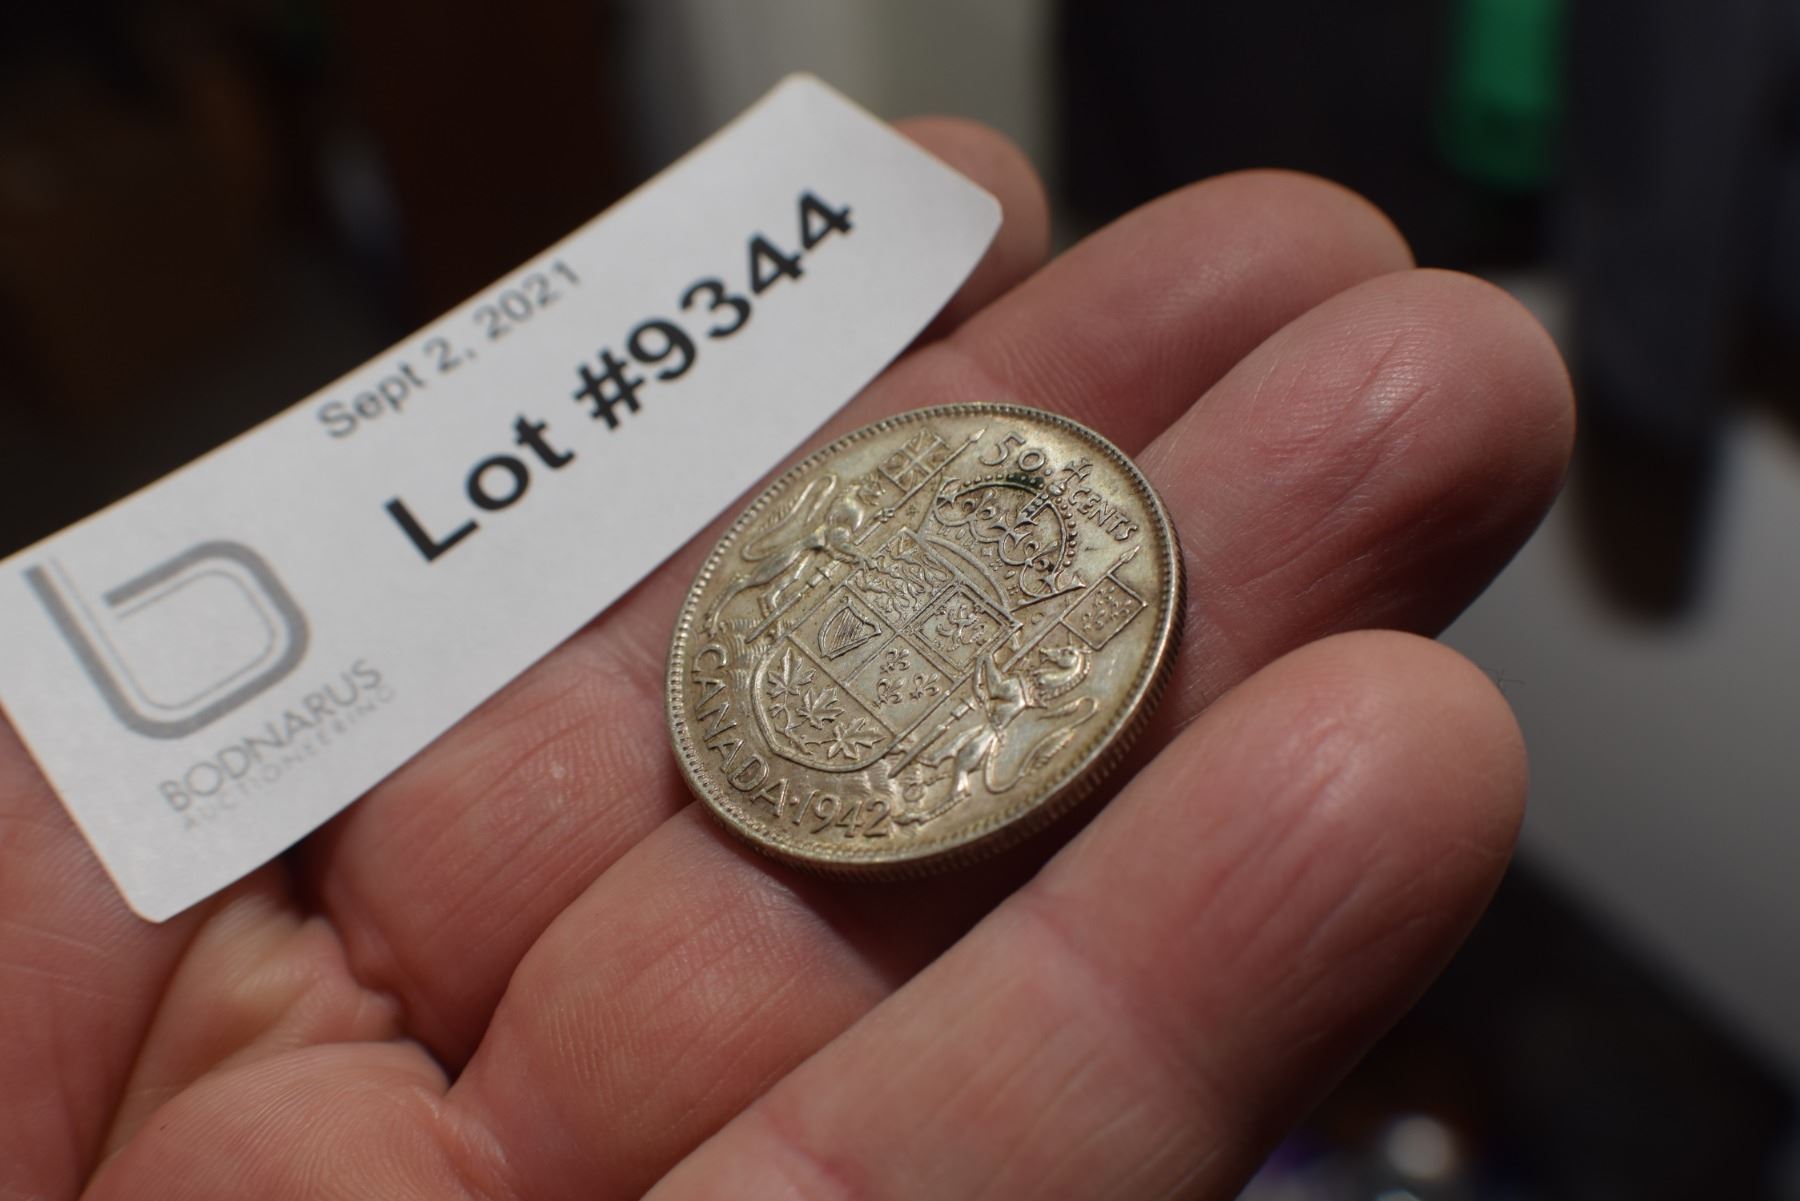 Sept 2, 2021
Lot #9344
b
BODNARUS
AUCTIONEERING
50 CENTS
CANADA·1942